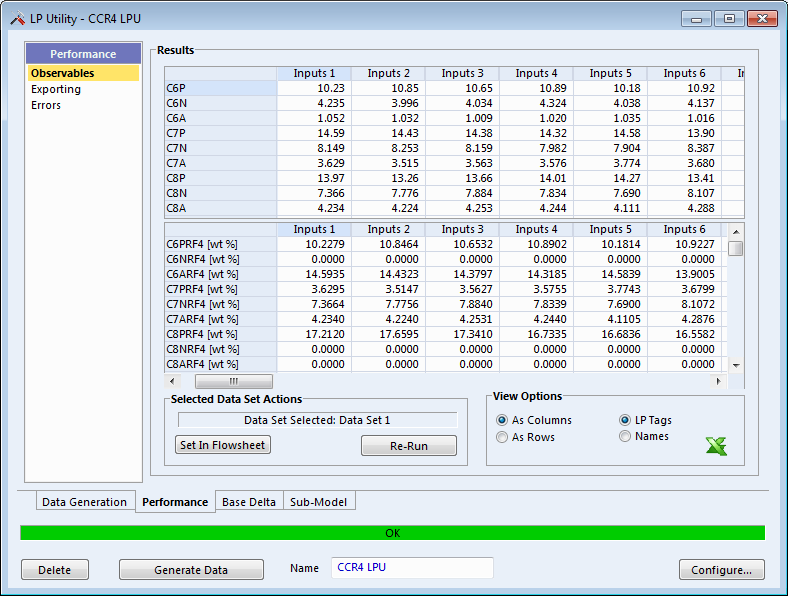 LP Utility - CCR4 LPU
Performance
Observables
Exporting
Errors
Results
Inputs 1 Inputs 2 Inputs 3 Inputs 4 Inputs 5 Inputs 6
C6P 10.23 10.85 10.65 10.89 10.18 10.92
C6N 4.235 3.996 4.034 4.324 4.038 4.137
C6A 1.052 1.032 1.009 1.020 1.035 1.016
C7P 14.59 14.43 14.38 14.32 14.58 13.90
C7N 8.149 8.253 8.159 7.982 7.904 8.387
C7A 3.629 3.515 3.563 3.576 3.774 3.680
C8P 13.97 13.26 13.66 14.01 14.27 13.41
C8N 7.366 7.776 7.884 7.834 7.690 8.107
C8A 4.234 4.224 4.253 4.244 4.111 4.288
Inputs 1 Inputs 2 Inputs 3 Inputs 4 Inputs 5 Inputs 6
C6PRF4 [wt %] 10.2279 10.8464 10.6532 10.8902 10.1814 10.9227
C6NRF4 [wt %] 0.0000 0.0000 0.0000 0.0000 0.0000 0.0000
C6ARF4 [wt %] 14.5935 14.4323 14.3797 14.3185 14.5839 13.9005
C7PRF4 [wt %] 3.6295 3.5147 3.5627 3.5755 3.7743 3.6799
C7NRF4 [wt %] 7.3664 7.7756 7.8840 7.8339 7.6900 8.1072
C7ARF4 [wt %] 4.2340 4.2240 4.2531 4.2440 4.1105 4.2876
C8PRF4 [wt %] 17.2120 17.6595 17.3410 16.7335 16.6836 16.5582
C8NRF4 [wt %] 0.0000 0.0000 0.0000 0.0000 0.0000 0.0000
C8ARF4 [wt %] 0.0000 0.0000 0.0000 0.0000 0.0000 0.0000
Selected Data Set Actions
Data Set Selected: Data Set 1
Set In Flowsheet Re-Run
View Options
As Columns LP Tags
As Rows Names
Data Generation Performance Base Delta Sub-Model
OK
Delete Generate Data Name CCR4 LPU Configure...